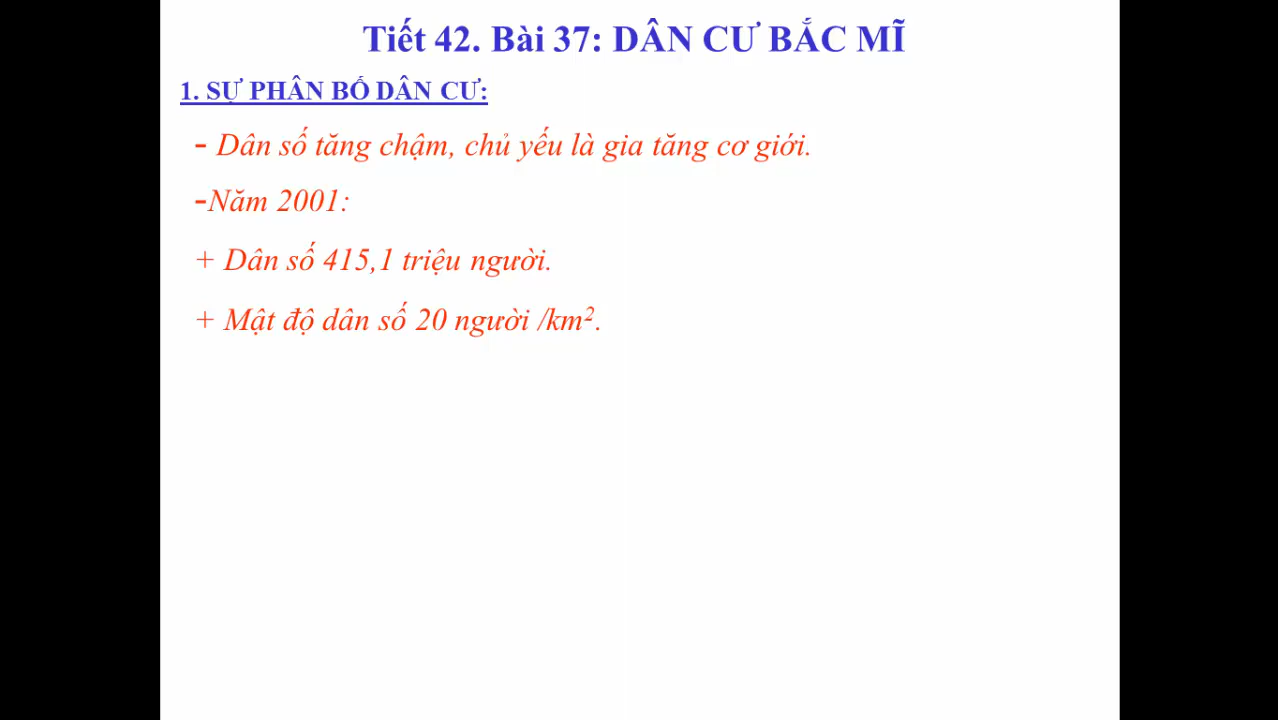 Tiết 42. Bài 37: DÂN CƯ BẮC MĨ
1. SỰ PHÂN BỐ DÂN CƯ:
- Dân số tăng chậm, chủ yếu là gia tăng cơ giới.
-Năm 2001:
+ Dân số 415,1 triệu người.
+ Mật độ dân số 20 người /km².